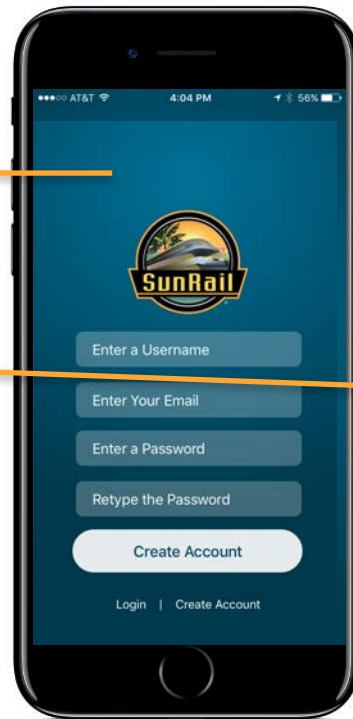 AT&T 4:04 PM 56%
SunRail
Enter a Username
Enter Your Email
Enter a Password
Retype the Password
Create Account
Login | Create Account